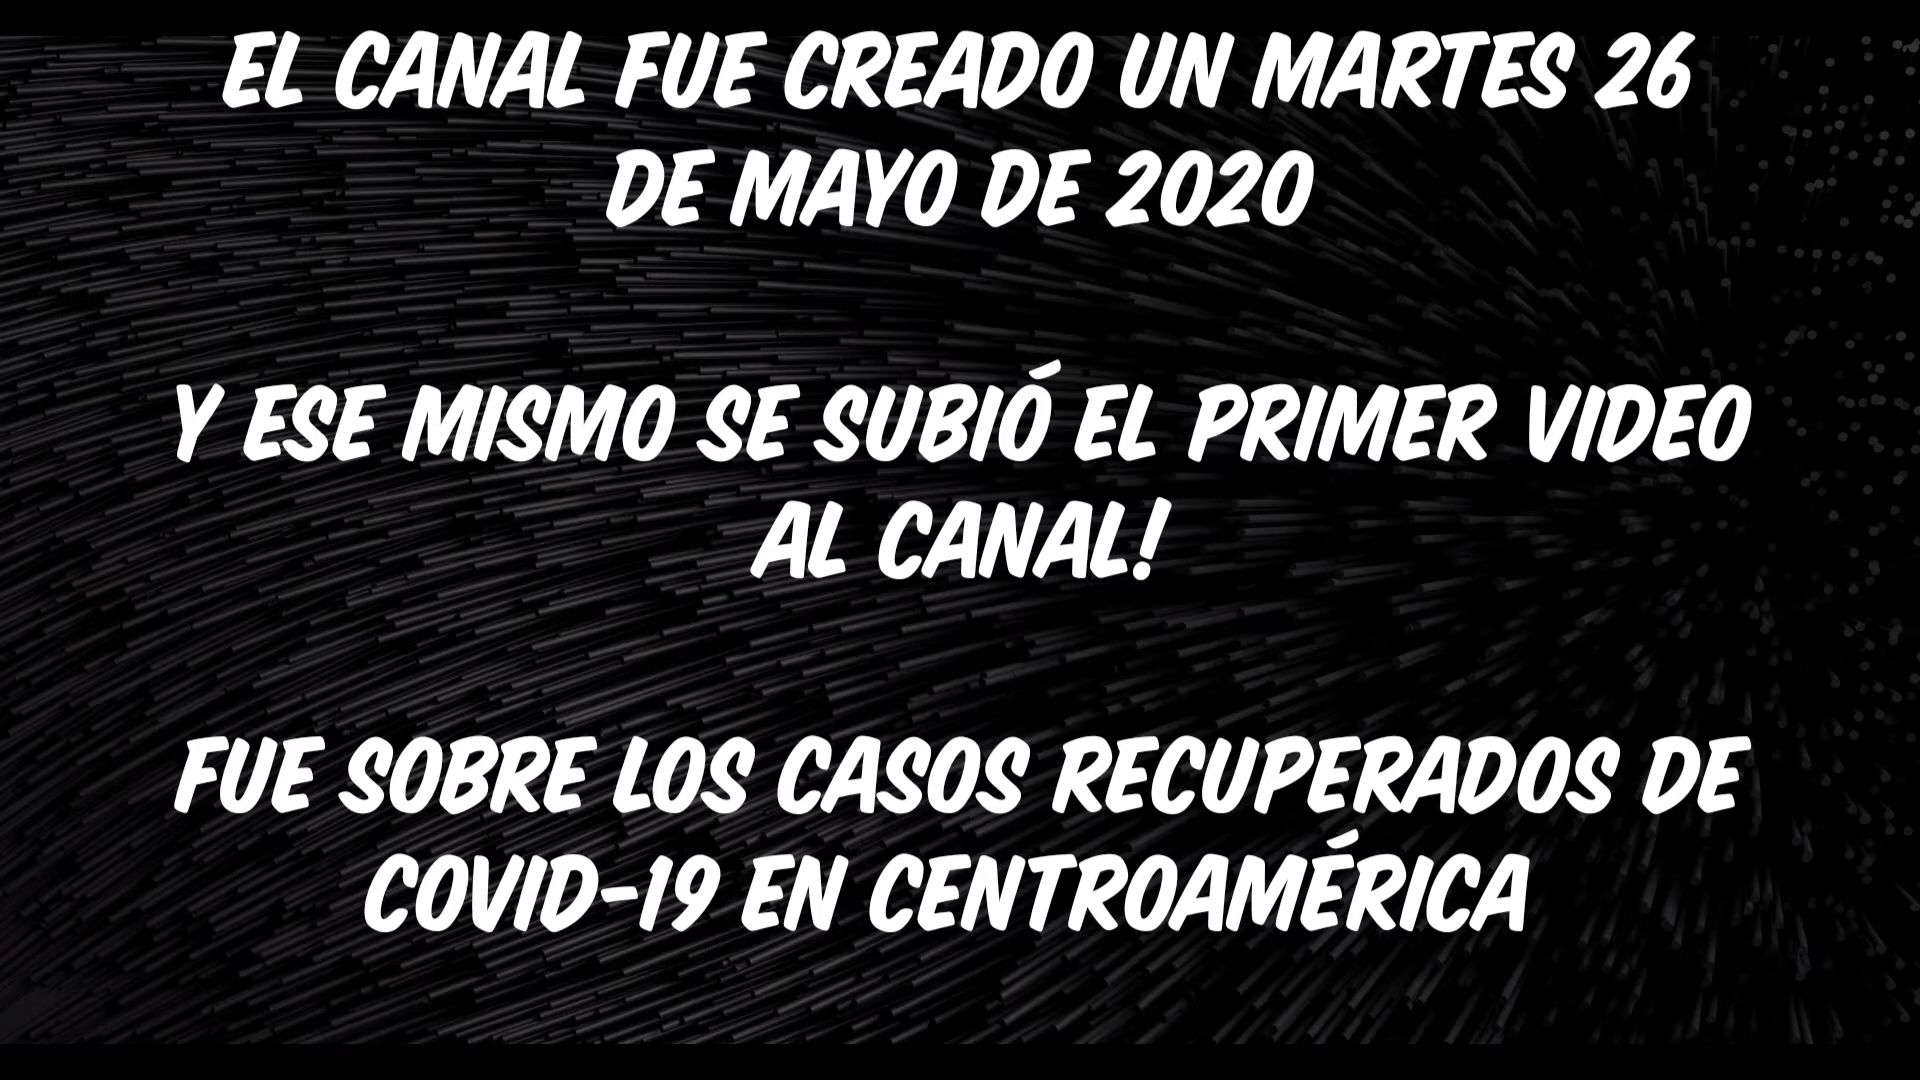 EL CANAL FUE CREADO UN MARTES 26
DE MAYO DE 2020
Y ESE MISMO SE SUBIÓ EL PRIMER VIDEO
AL CANAL!
FUE SOBRE LOS CASOS RECUPERADOS DE
COVID-19 EN CENTROAMÉRICA